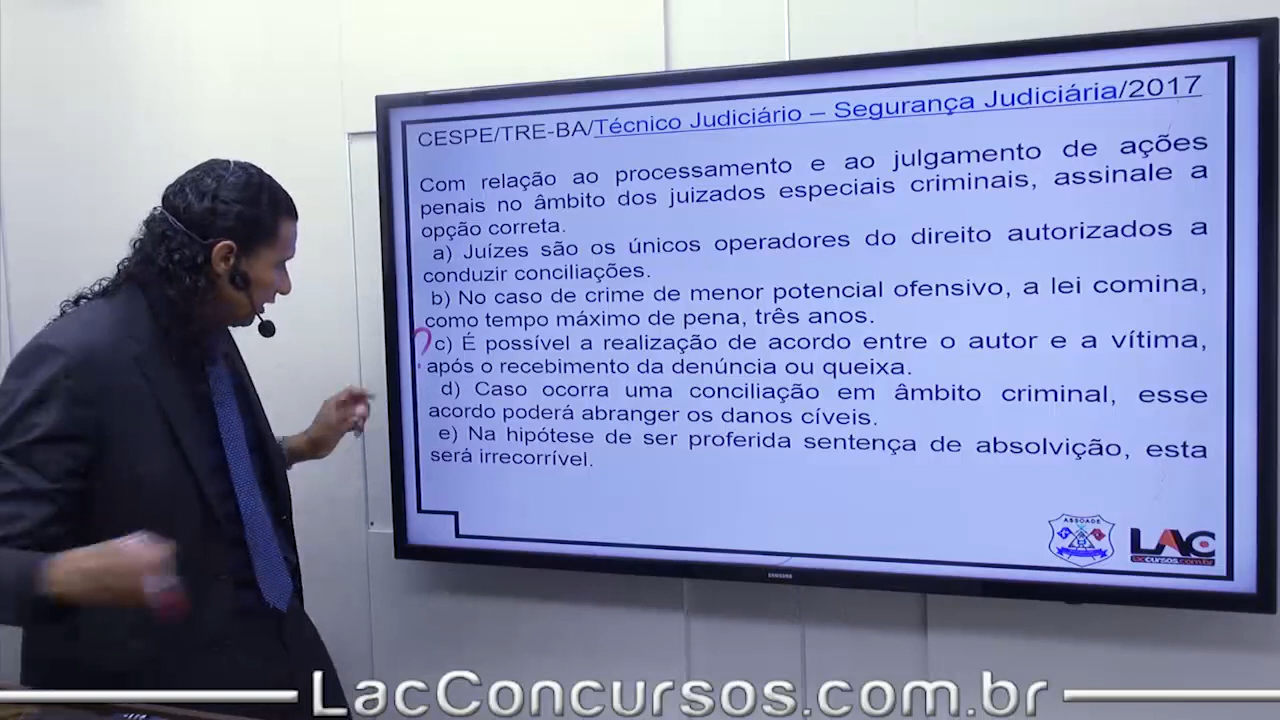 CESPE/TRE-BA/Técnico Judiciário – Segurança Judiciária/2017
Com relação ao processamento e ao julgamento de ações
penais no âmbito dos juizados especiais criminais, assinale a
opção correta.
a) Juízes são os únicos operadores do direito autorizados a
conduzir conciliações.
b) No caso de crime de menor potencial ofensivo, a lei comina,
como tempo máximo de pena, três anos.
c) É possível a realização de acordo entre o autor e a vítima,
após o recebimento da denúncia ou queixa.
d) Caso ocorra uma conciliação em âmbito criminal, esse
acordo poderá abranger os danos cíveis.
e) Na hipótese de ser proferida sentença de absolvição, esta
será irrecorrível.
ASSOADE
LAC
lacconcursos.com.br
SAMSUNG
LacConcursos.com.br